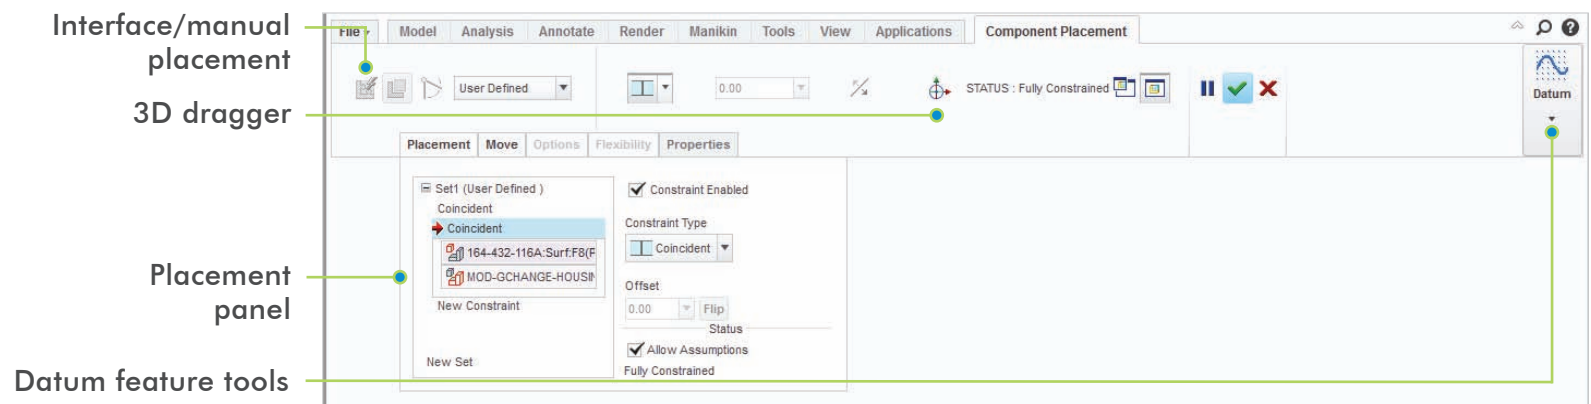 Interface/manual
placement
3D dragger
Placement
panel
Datum feature tools
File
Model Analysis Annotate Render Manikin Tools View Applications Component Placement
User Defined
0.00
STATUS : Fully Constrained
Datum
Placement Move Options Flexibility Properties
Set1 (User Defined )
Coincident
Coincident
164-432-116A:Surf:F8(F
MOD-GCHANGE-HOUSIN
New Constraint
New Set
Constraint Enabled
Constraint Type
Coincident
Offset
0.00 Flip
Status
Allow Assumptions
Fully Constrained